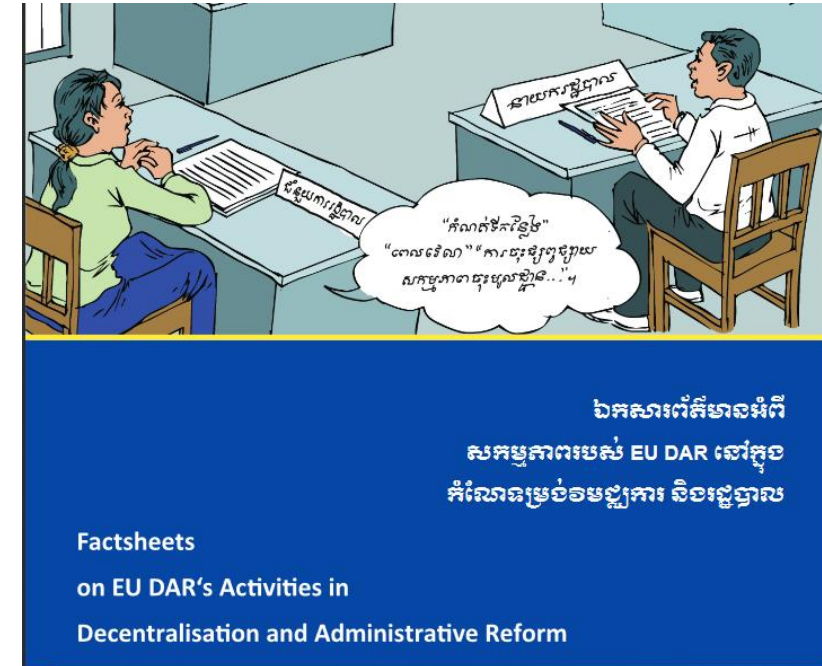 នាយករដ្ឋបាល
ជំនួយការរដ្ឋបាល
“កំណត់ទីកន្លែង”
“ពេលវេលា” “ការចុះផ្សព្វផ្សាយ
សកម្មភាពចុះមូលដ្ឋាន...”។
ឯកសារព័ត៌មានអំពី
សកម្មភាពរបស់ EU DAR នៅក្នុង
កំណែទម្រង់វិមជ្ឈការ និងរដ្ឋបាល
Factsheets
on EU DAR‘s Activities in
Decentralisation and Administrative Reform